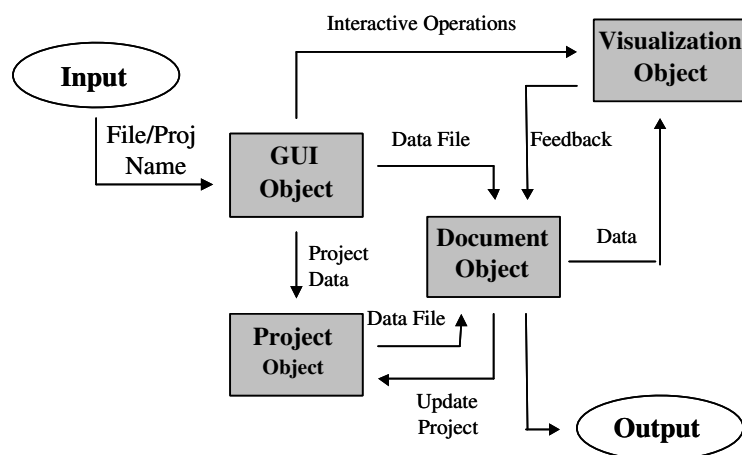 Interactive Operations
Visualization
Object
Input
File/Proj
Name
GUI
Object
Data File
Feedback
Document
Object
Data
Project
Data
Project
Object
Data File
Update
Project
Output